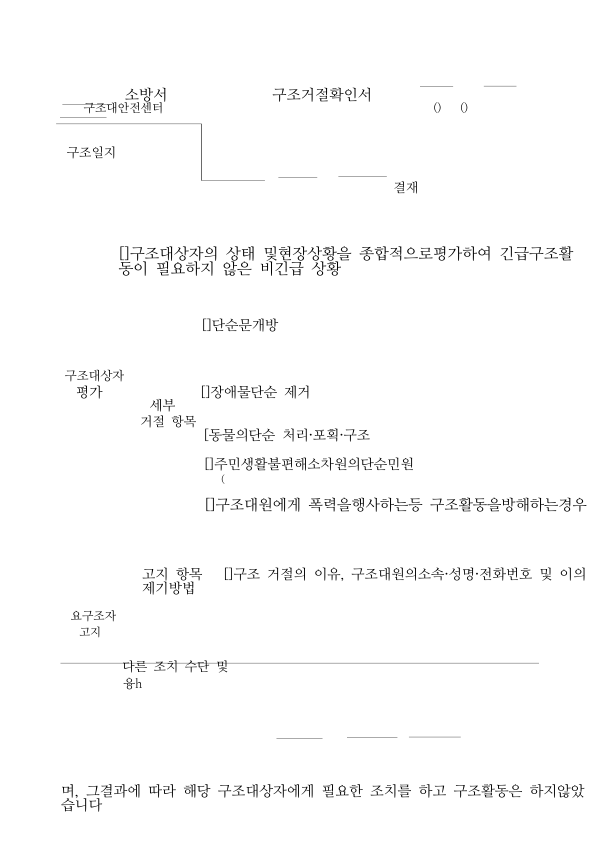 소방서 구조거절확인서
구조대안전센터 () ()
구조일지
결재
[]구조대상자의 상태 및현장상황을 종합적으로평가하여 긴급구조활
동이 필요하지 않은 비긴급 상황
[]단순문개방
구조대상자
평가 []장애물단순 제거
세부
거절 항목
[동물의단순 처리·포획·구조
[]주민생활불편해소차원의단순민원
(
[]구조대원에게 폭력을행사하는등 구조활동을방해하는경우
고지 항목 []구조 거절의 이유, 구조대원의소속·성명·전화번호 및 이의
제기방법
요구조자
고지
다른 조치 수단 및
융h
며, 그결과에 따라 해당 구조대상자에게 필요한 조치를 하고 구조활동은 하지않았
습니다